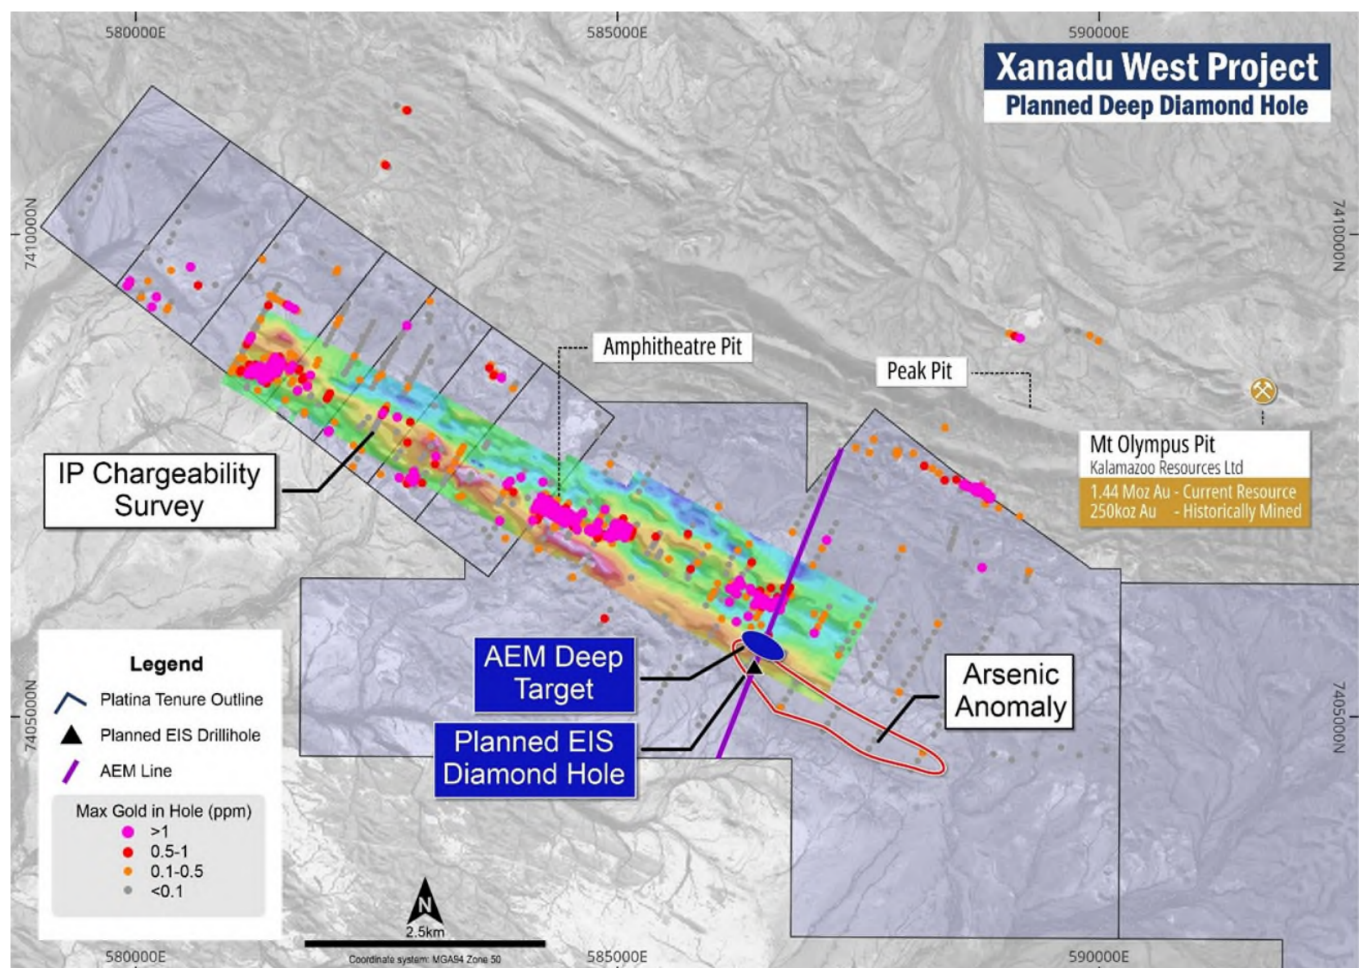 580000E
585000E
590000E
Xanadu West Project
Planned Deep Diamond Hole
7410000N
7410000N
Amphitheatre Pit
Peak Pit
Mt Olympus Pit
Kalamazoo Resources Ltd
1.44 Moz Au - Current Resource
250koz Au - Historically Mined
IP Chargeability
Survey
AEM Deep
Target
Arsenic
Anomaly
Planned EIS
Diamond Hole
7405000N
7405000N
Legend
Platina Tenure Outline
Planned EIS Drillihole
AEM Line
Max Gold in Hole (ppm)
>1
0.5-1
0.1-0.5
<0.1
N
2.5km
Coordinate system: MGA94 Zone 50
580000E
585000E
590000E